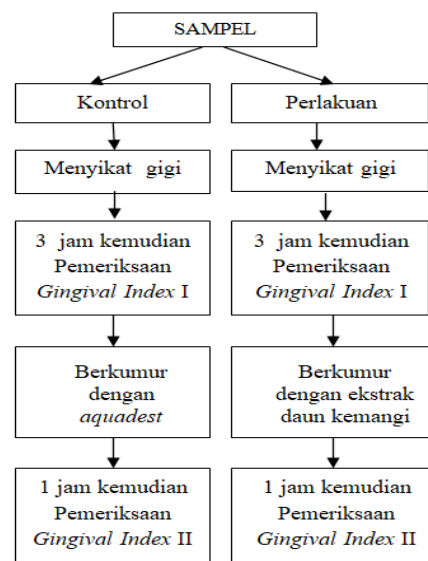 SAMPEL
Kontrol
Menyikat gigi
3 jam kemudian
Pemeriksaan
Gingival Index I
Berkumur
dengan
aquadest
1 jam kemudian
Pemeriksaan
Gingival Index II
Perlakuan
Menyikat gigi
3 jam kemudian
Pemeriksaan
Gingival Index I
Berkumur
dengan ekstrak
daun kemangi
1 jam kemudian
Pemeriksaan
Gingival Index II